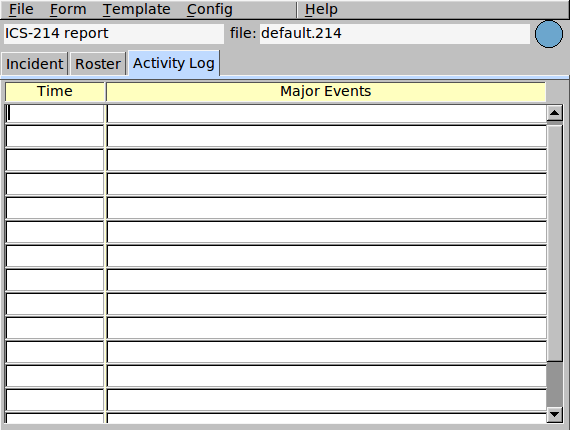 File Form Template Config Help
ICS-214 report file: default.214
Incident Roster Activity Log
Time Major Events